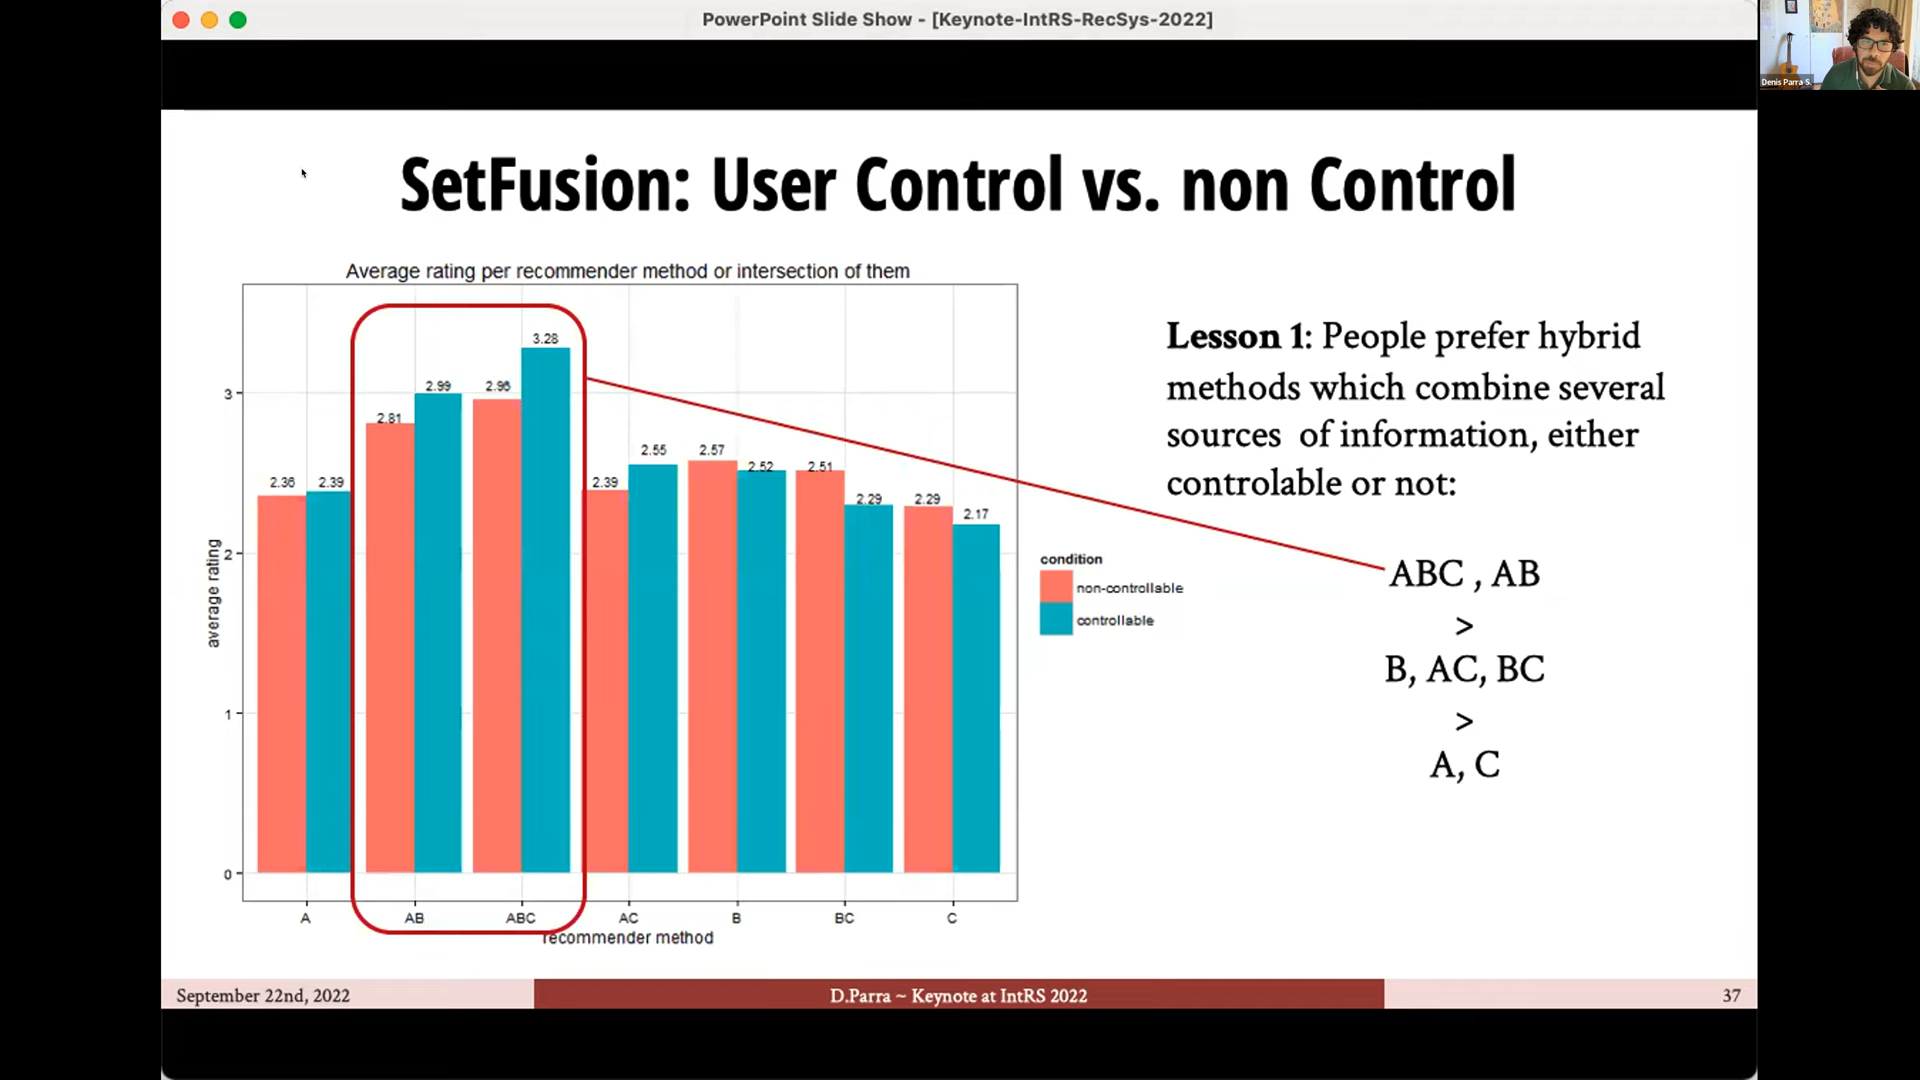 PowerPoint Slide Show - [Keynote-IntRS-RecSys-2022]
Denis Parra S.
SetFusion: User Control vs. non Control
Average rating per recommender method or intersection of them
3.28
2.99
2.96
2.81
2.55
2.57
2.52
2.51
2.36
2.39
2.39
2.29
2.29
2.17
3
2
1
0
average rating
A
AB
ABC
AC
B
BC
C
recommender method
condition
non-controllable
controllable
Lesson 1: People prefer hybrid
methods which combine several
sources of information, either
controlable or not:
ABC , AB
>
B, AC, BC
>
A, C
September 22nd, 2022
D.Parra ~ Keynote at IntRS 2022
37